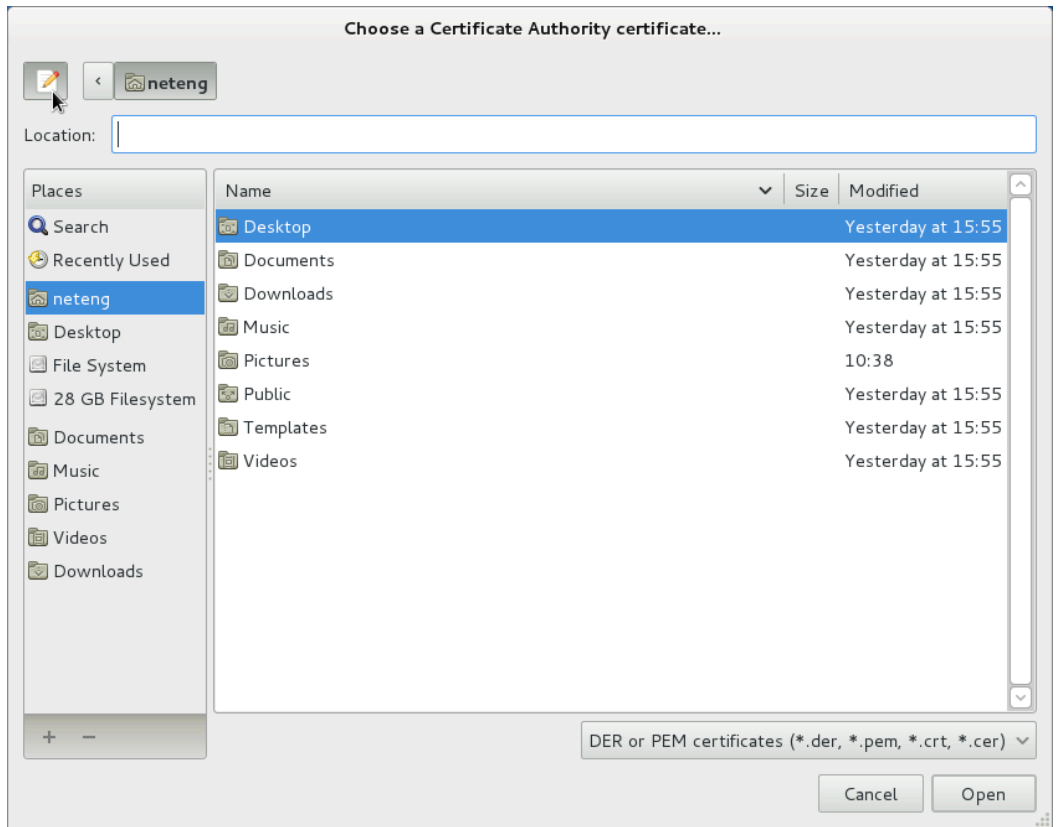 Choose a Certificate Authority certificate...
neteng
Location:
Places
Search
Recently Used
neteng
Desktop
File System
28 GB Filesystem
Documents
Music
Pictures
Videos
Downloads
Name Size Modified
Desktop Yesterday at 15:55
Documents Yesterday at 15:55
Downloads Yesterday at 15:55
Music Yesterday at 15:55
Pictures 10:38
Public Yesterday at 15:55
Templates Yesterday at 15:55
Videos Yesterday at 15:55
DER or PEM certificates (*.der, *.pem, *.crt, *.cer)
Cancel Open